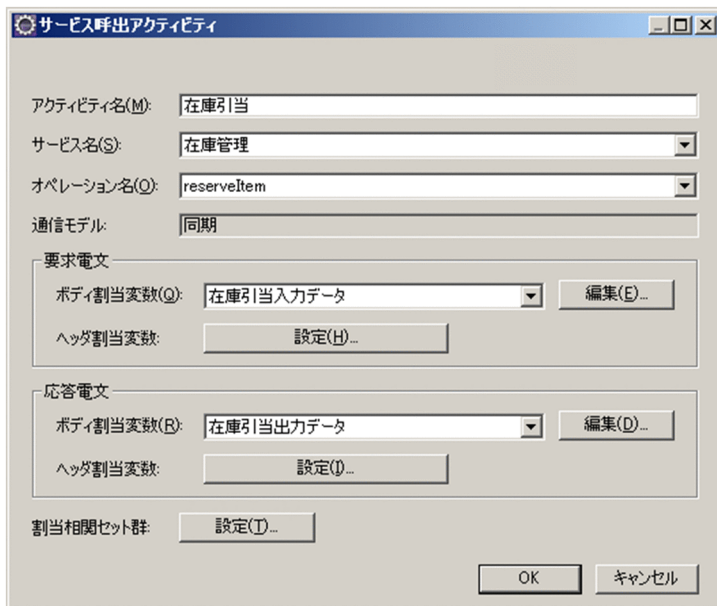 サービス呼出アクティビティ
アクティビティ名(M): 在庫引当
サービス名(S): 在庫管理
オペレーション名(O): reserveItem
通信モデル: 同期
要求電文
ボディ割当変数(Q): 在庫引当入力データ 編集(E)...
ヘッダ割当変数: 設定(H)...
応答電文
ボディ割当変数(R): 在庫引当出力データ 編集(D)...
ヘッダ割当変数: 設定(I)...
割当相関セット群: 設定(T)...
OK キャンセル